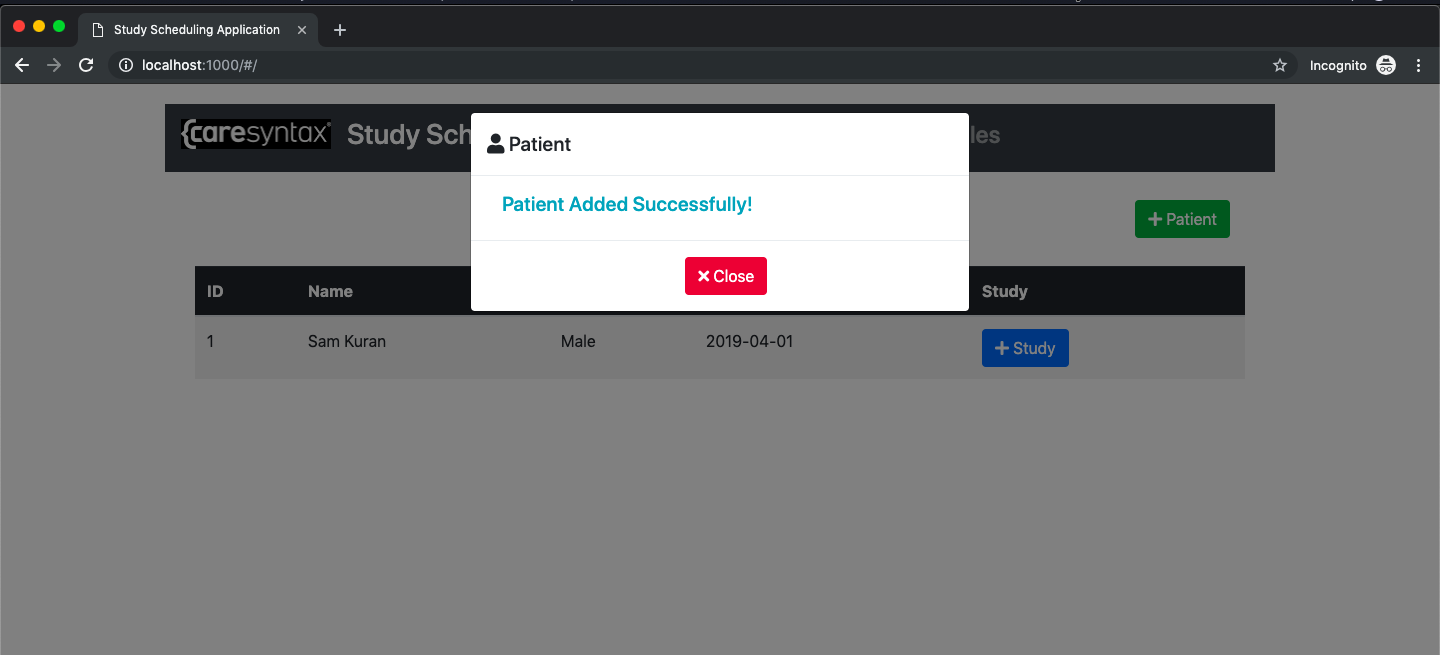 Study Scheduling Application
localhost:1000/#/
Incognito
{caresyntax Study Sch
les
Patient
Patient Added Successfully!
Close
Patient
ID Name Study
1 Sam Kuran Male 2019-04-01 Study